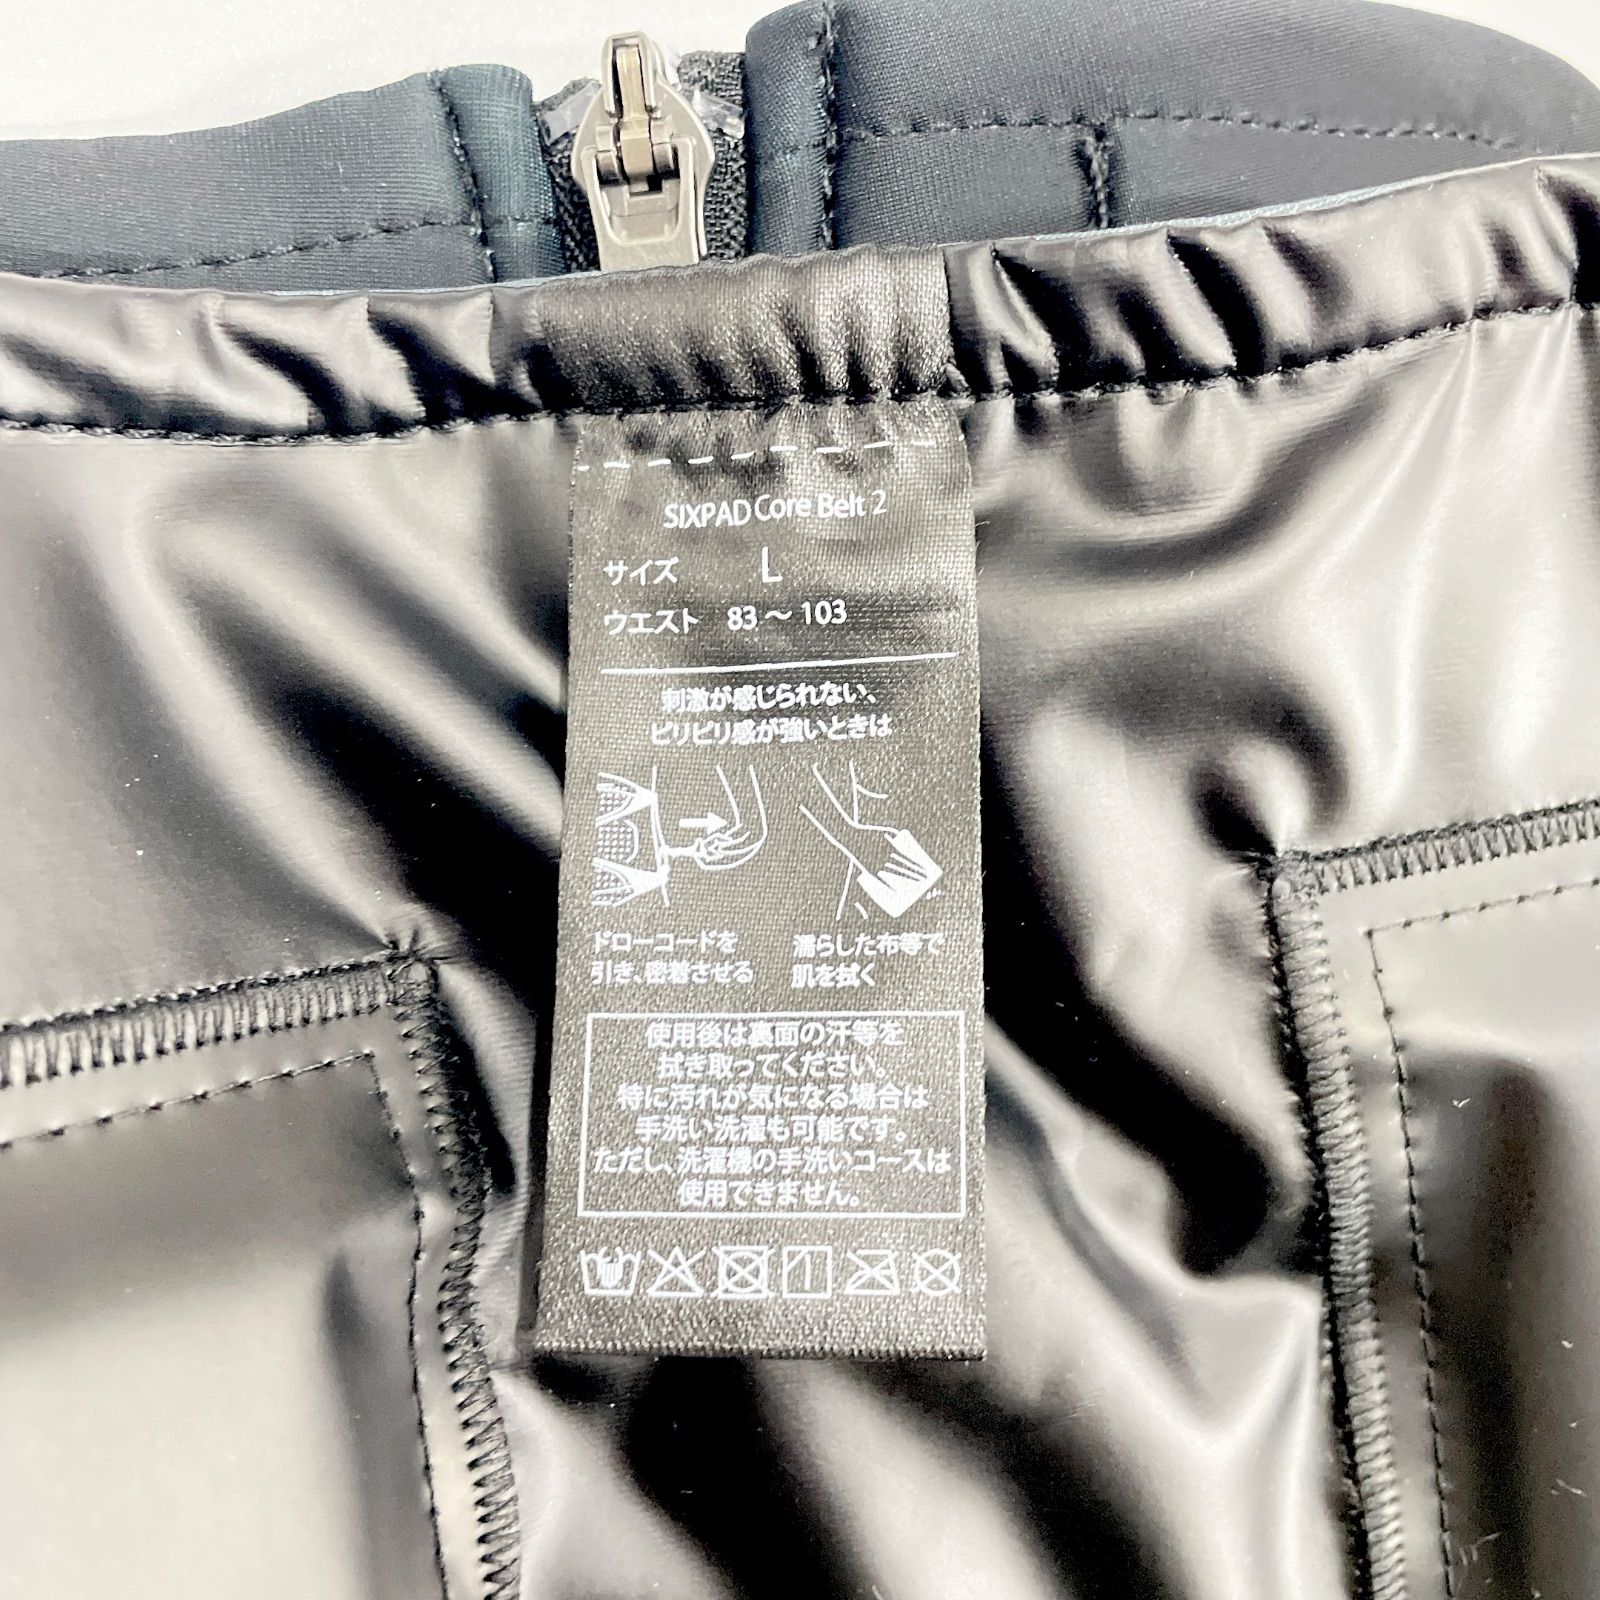 SIXPAD Core Belt 2
サイズ L
ウエスト 83～103
刺激が感じられない、
ピリピリ感が強いときは
ドローコードを
引き、密着させる
濡らした布等で
肌を拭く
使用後は裏面の汗等を
拭き取ってください。
特に汚れが気になる場合は
手洗い洗濯も可能です。
ただし、洗濯機の手洗いコースは
使用できません。